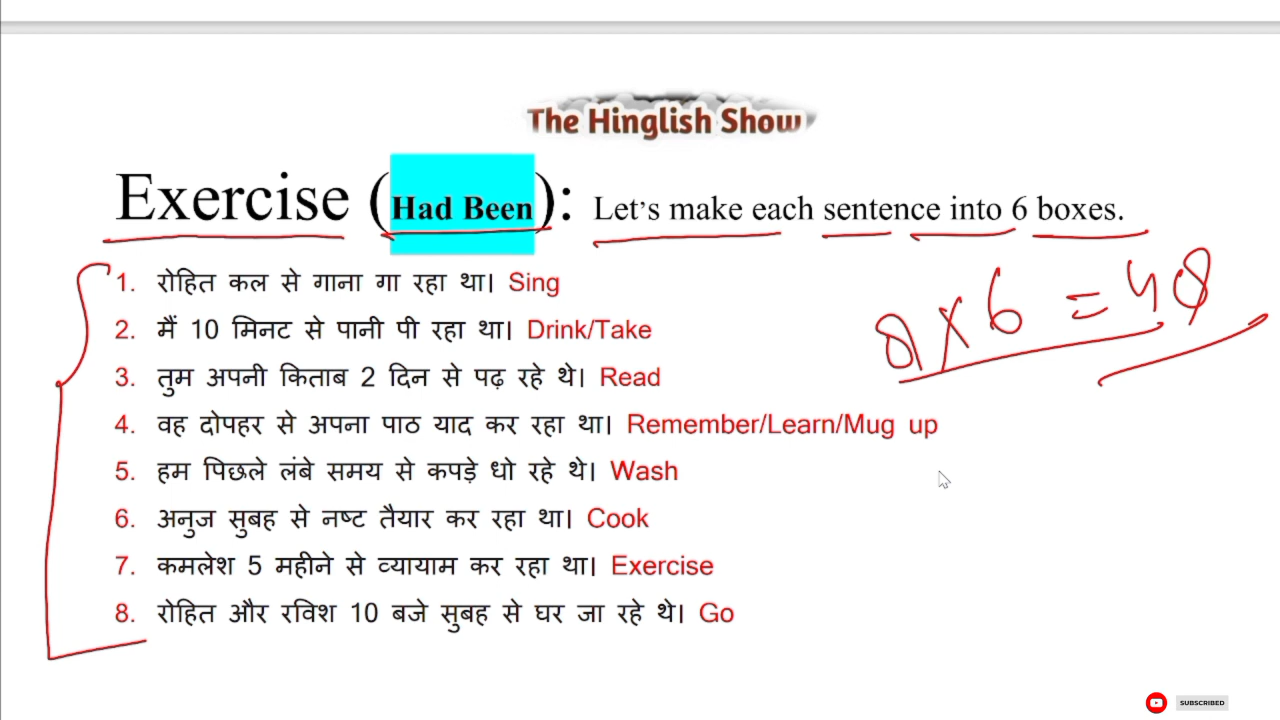 The Hinglish Show
Exercise (Had Been): Let's make each sentence into 6 boxes.
8 x 6 = 48
1. रोहित कल से गाना गा रहा था। Sing
2. मैं 10 मिनट से पानी पी रहा था। Drink/Take
3. तुम अपनी किताब 2 दिन से पढ़ रहे थे। Read
4. वह दोपहर से अपना पाठ याद कर रहा था। Remember/Learn/Mug up
5. हम पिछले लंबे समय से कपड़े धो रहे थे। Wash
6. अनुज सुबह से नष्ट तैयार कर रहा था। Cook
7. कमलेश 5 महीने से व्यायाम कर रहा था। Exercise
8. रोहित और रविश 10 बजे सुबह से घर जा रहे थे। Go
SUBSCRIBED